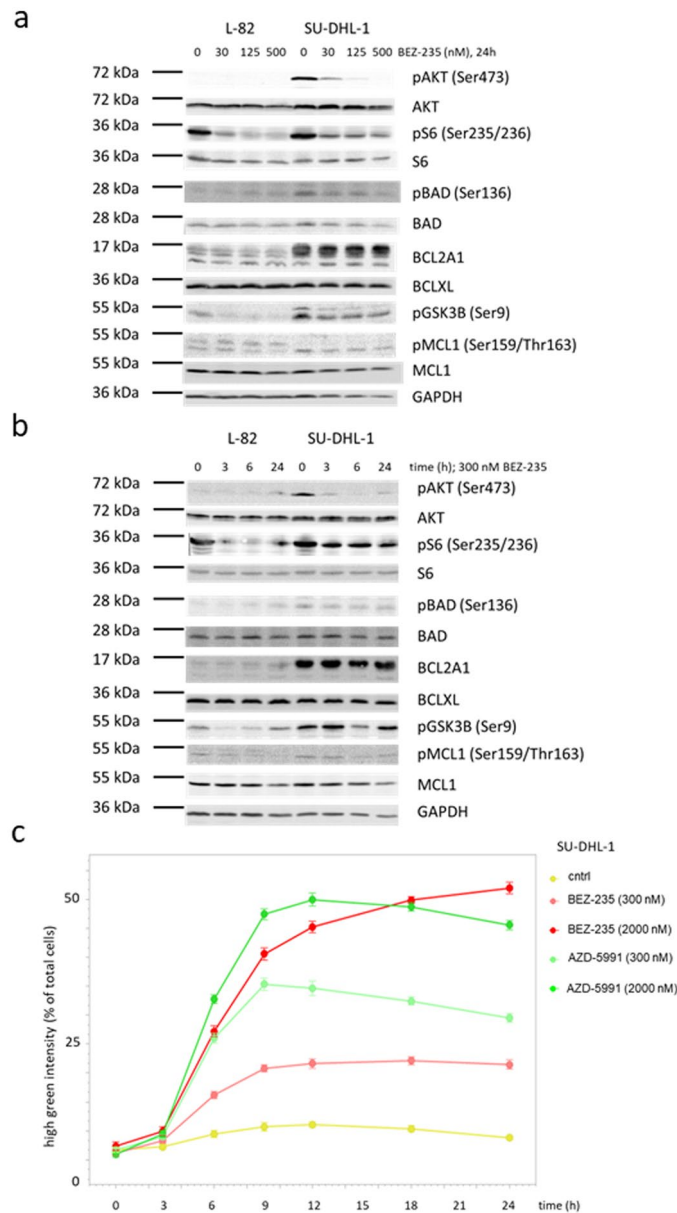 a
L-82 SU-DHL-1
0 30 125 500 0 30 125 500 BEZ-235 (nM), 24h
72 kDa pAKT (Ser473)
72 kDa AKT
36 kDa pS6 (Ser235/236)
36 kDa S6
28 kDa pBAD (Ser136)
28 kDa BAD
17 kDa BCL2A1
36 kDa BCLXL
55 kDa pGSK3B (Ser9)
55 kDa pMCL1 (Ser159/Thr163)
55 kDa MCL1
36 kDa GAPDH
b
L-82 SU-DHL-1
0 3 6 24 0 3 6 24 time (h); 300 nM BEZ-235
72 kDa pAKT (Ser473)
72 kDa AKT
36 kDa pS6 (Ser235/236)
36 kDa S6
28 kDa pBAD (Ser136)
28 kDa BAD
17 kDa BCL2A1
36 kDa BCLXL
55 kDa pGSK3B (Ser9)
55 kDa pMCL1 (Ser159/Thr163)
55 kDa MCL1
36 kDa GAPDH
c
SU-DHL-1
cntrl
BEZ-235 (300 nM)
BEZ-235 (2000 nM)
AZD-5991 (300 nM)
AZD-5991 (2000 nM)
high green intensity (% of total cells)
50
25
0
0 3 6 9 12 15 18 21 24 time (h)